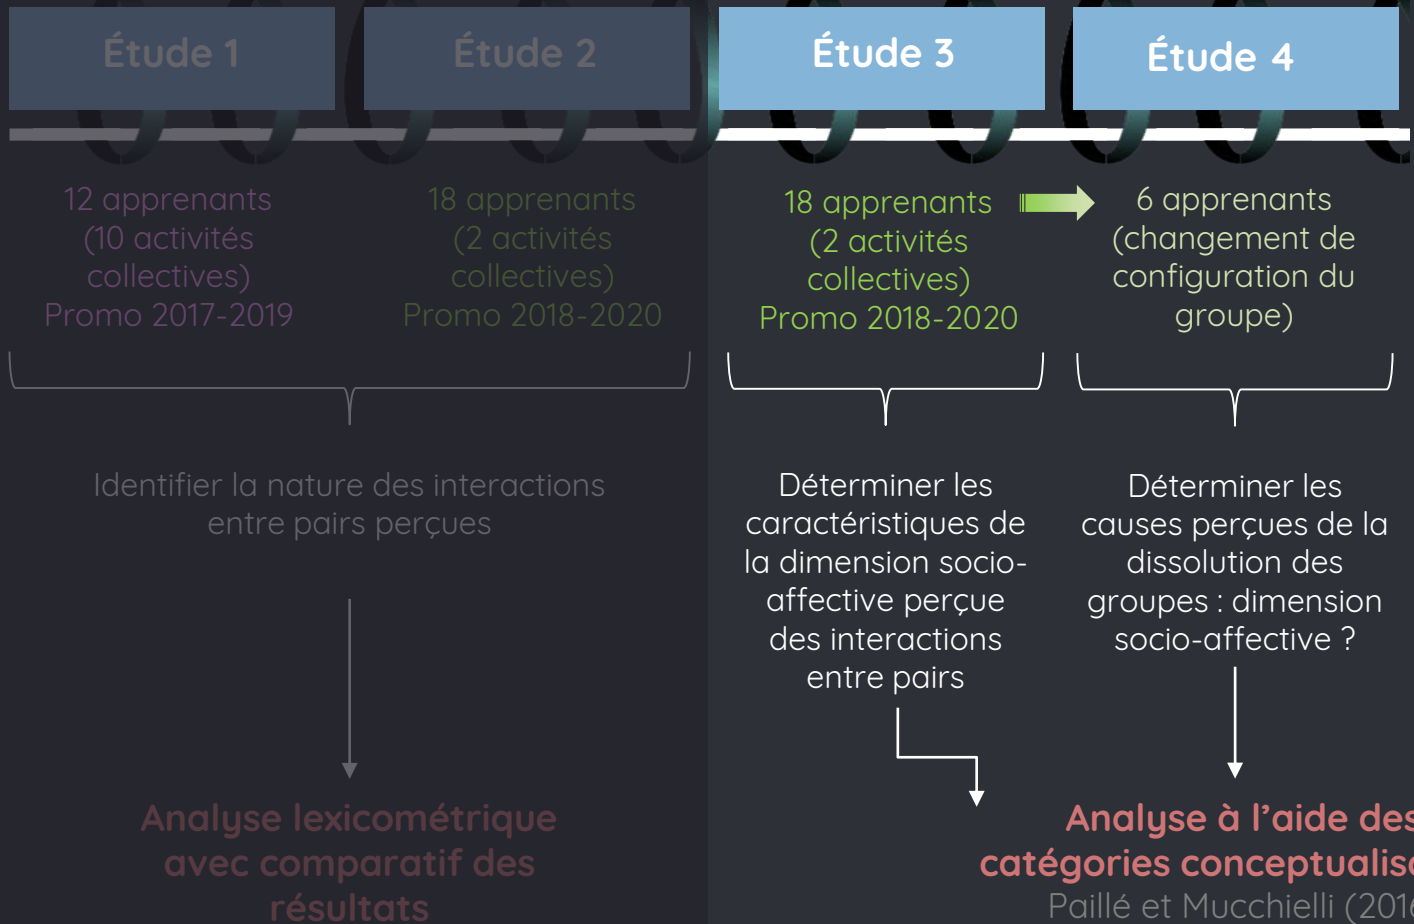 Étude 1
Étude 2
Étude 3
Étude 4
12 apprenants
(10 activités
collectives)
Promo 2017-2019
18 apprenants
(2 activités
collectives)
Promo 2018-2020
18 apprenants
(2 activités
collectives)
Promo 2018-2020
6 apprenants
(changement de
configuration du
groupe)
Identifier la nature des interactions
entre pairs perçues
Déterminer les
caractéristiques de
la dimension socio-
affective perçue
des interactions
entre pairs
Déterminer les
causes perçues de la
dissolution des
groupes : dimension
socio-affective ?
Analyse lexicométrique
avec comparatif des
résultats
Analyse à l’aide des
catégories
Paillé et Mucchielli